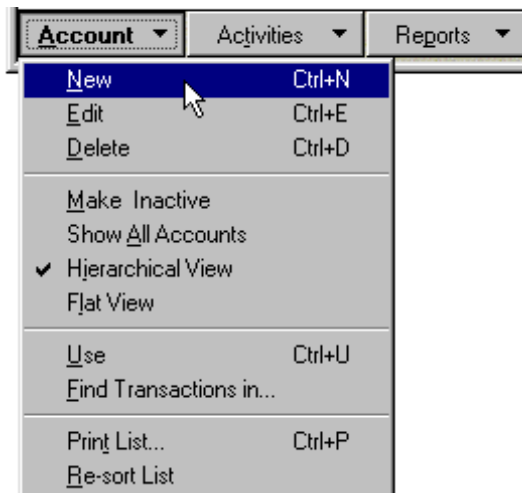 Account Activities Reports
New Ctrl+N
Edit Ctrl+E
Delete Ctrl+D
Make Inactive
Show All Accounts
Hierarchical View
Flat View
Use Ctrl+U
Find Transactions in...
Print List... Ctrl+P
Re-sort List